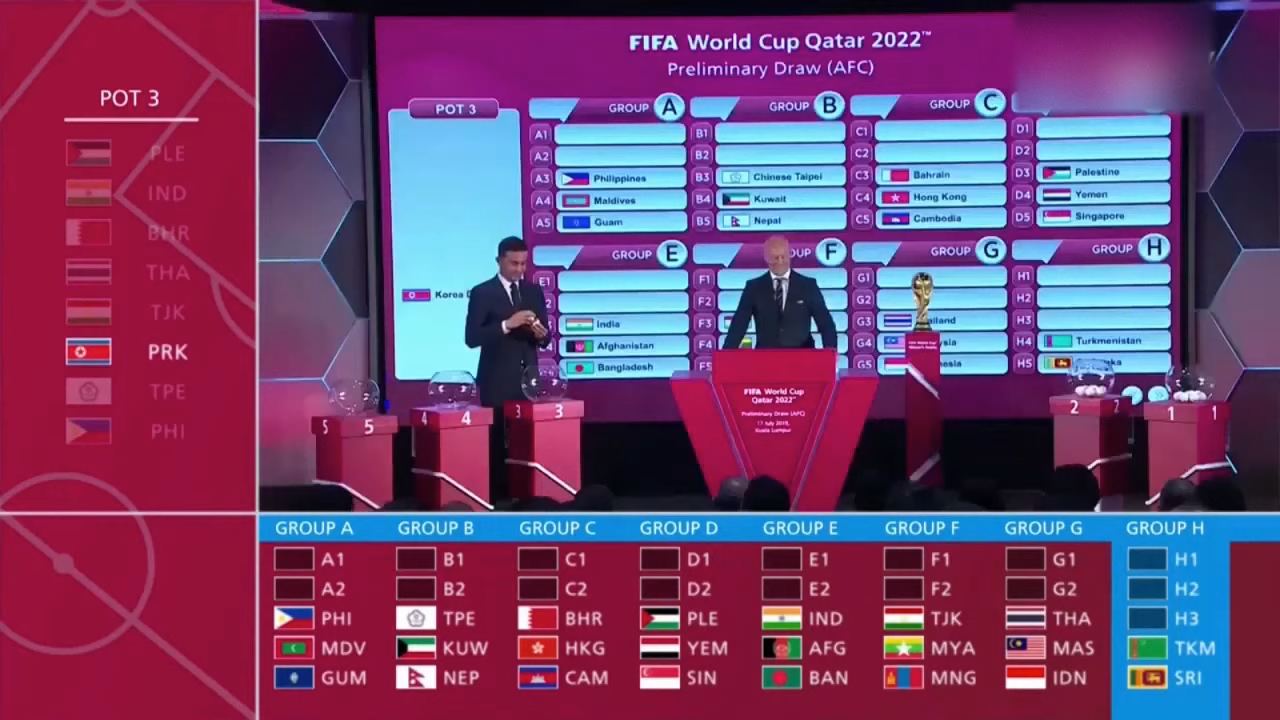 POT 3
PLE
IND
BHR
THA
TJK
PRK
TPE
PHI
FIFA World Cup Qatar 2022™
Preliminary Draw (AFC)
POT 3
Korea
GROUP A
A1
A2
A3 Philippines
A4 Maldives
A5 Guam
GROUP B
B1
B2
B3 Chinese Taipei
B4 Kuwait
B5 Nepal
GROUP C
C1
C2
C3 Bahrain
C4 Hong Kong
C5 Cambodia
D1
D2
D3 Palestine
D4 Yemen
D5 Singapore
GROUP E
E1
India
Afghanistan
Bangladesh
F
F1
F2
F3
F4
GROUP G
G1
G2
G3
G4
G5
GROUP H
H1
H2
H3
H4 Turkmenistan
H5
5 5
4 4
3 3
FIFA World Cup
Qatar 2022™
Preliminary Draw (AFC)
17 July 2019,
Kuala Lumpur
2 2
1 1
GROUP A
A1
A2
PHI
MDV
GUM
GROUP B
B1
B2
TPE
KUW
NEP
GROUP C
C1
C2
BHR
HKG
CAM
GROUP D
D1
D2
PLE
YEM
SIN
GROUP E
E1
E2
IND
AFG
BAN
GROUP F
F1
F2
TJK
MYA
MNG
GROUP G
G1
G2
THA
MAS
IDN
GROUP H
H1
H2
H3
TKM
SRI